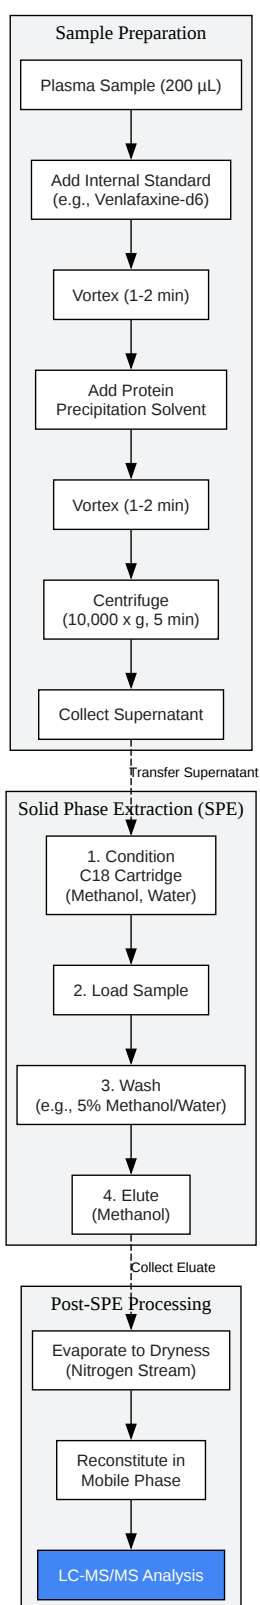 Sample Preparation
Plasma Sample (200 µL)
Add Internal Standard
(e.g., Venlafaxine-d6)
Vortex (1-2 min)
Add Protein
Precipitation Solvent
Vortex (1-2 min)
Centrifuge
(10,000 x g, 5 min)
Collect Supernatant
Transfer Supernatant
Solid Phase Extraction (SPE)
1. Condition
C18 Cartridge
(Methanol, Water)
2. Load Sample
3. Wash
(e.g., 5% Methanol/Water)
4. Elute
(Methanol)
Collect Eluate
Post-SPE Processing
Evaporate to Dryness
(Nitrogen Stream)
Reconstitute in
Mobile Phase
LC-MS/MS Analysis